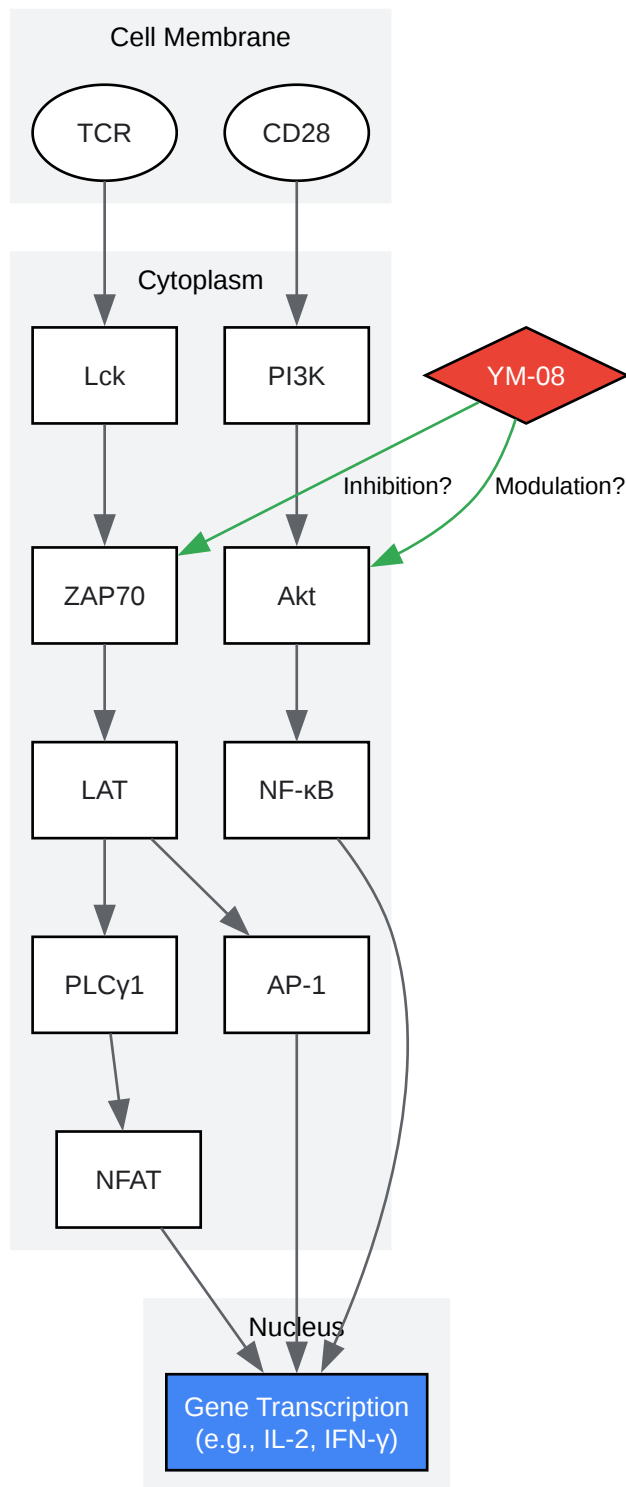 Cell Membrane
TCR
CD28
Cytoplasm
Lck
PI3K
YM-08
Inhibition?
Modulation?
ZAP70
Akt
LAT
NF-κB
PLCγ1
AP-1
NFAT
Nucleus
Gene Transcription
(e.g., IL-2, IFN-γ)